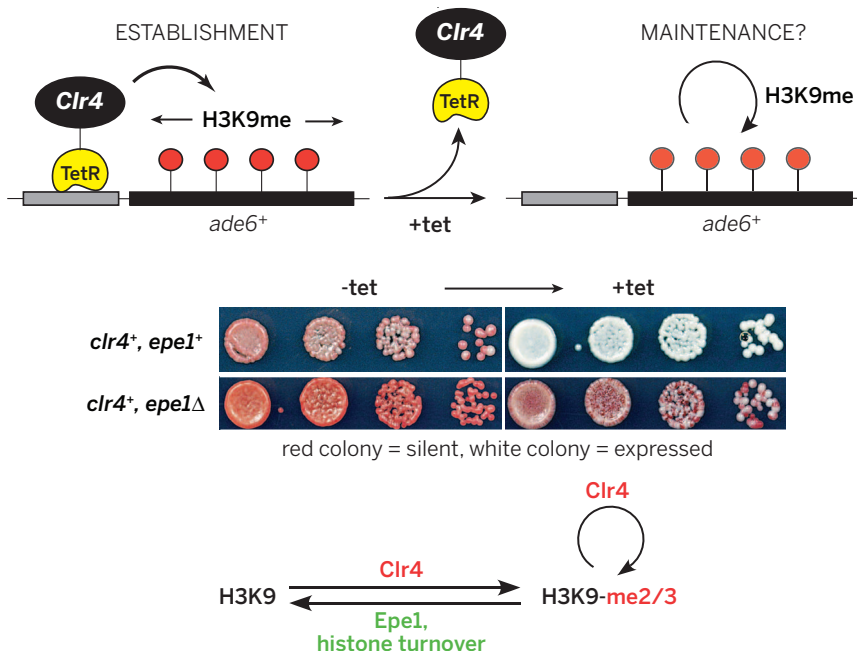 ESTABLISHMENT
Clr4
MAINTENANCE?
Clr4
H3K9me
TetR
H3K9me
TetR
ade6⁺
+tet
ade6⁺
-tet
+tet
clr4⁺, epe1⁺
clr4⁺, epe1Δ
red colony = silent, white colony = expressed
Clr4
Clr4
H3K9
H3K9-me2/3
Epe1,
histone turnover